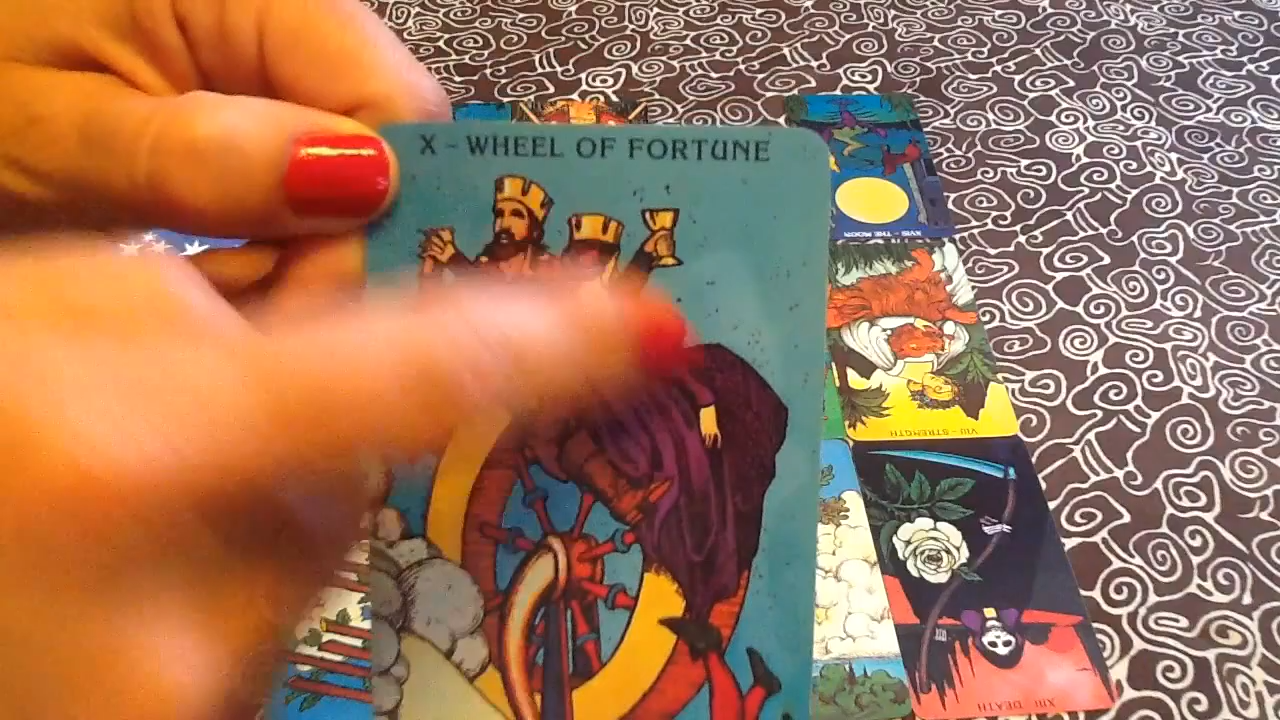 X - WHEEL OF FORTUNE
XVIII - THE MOON
VIII - STRENGTH
XIII DEATH